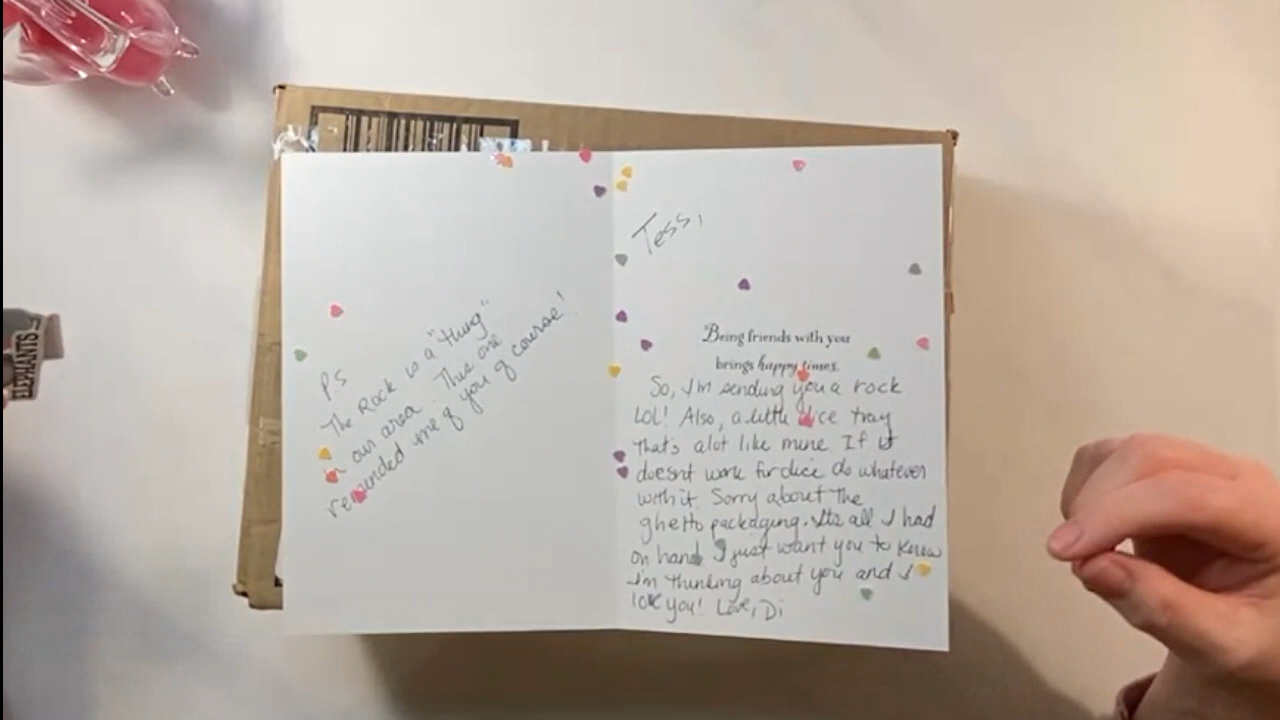 PS
The Rock is a "thing"
in our area. This one
reminded me of you of course!
Tess,
Being friends with you
brings happy times.
So, I'm sending you a rock
LOL! Also, a little dice tray
that's alot like mine. If it
doesnt work for dice do whatever
with it. Sorry about the
ghetto packaging. Its all I had
on hand I just want you to know
I'm thinking about you and I
love you! Love, Di
ELEPHANTS